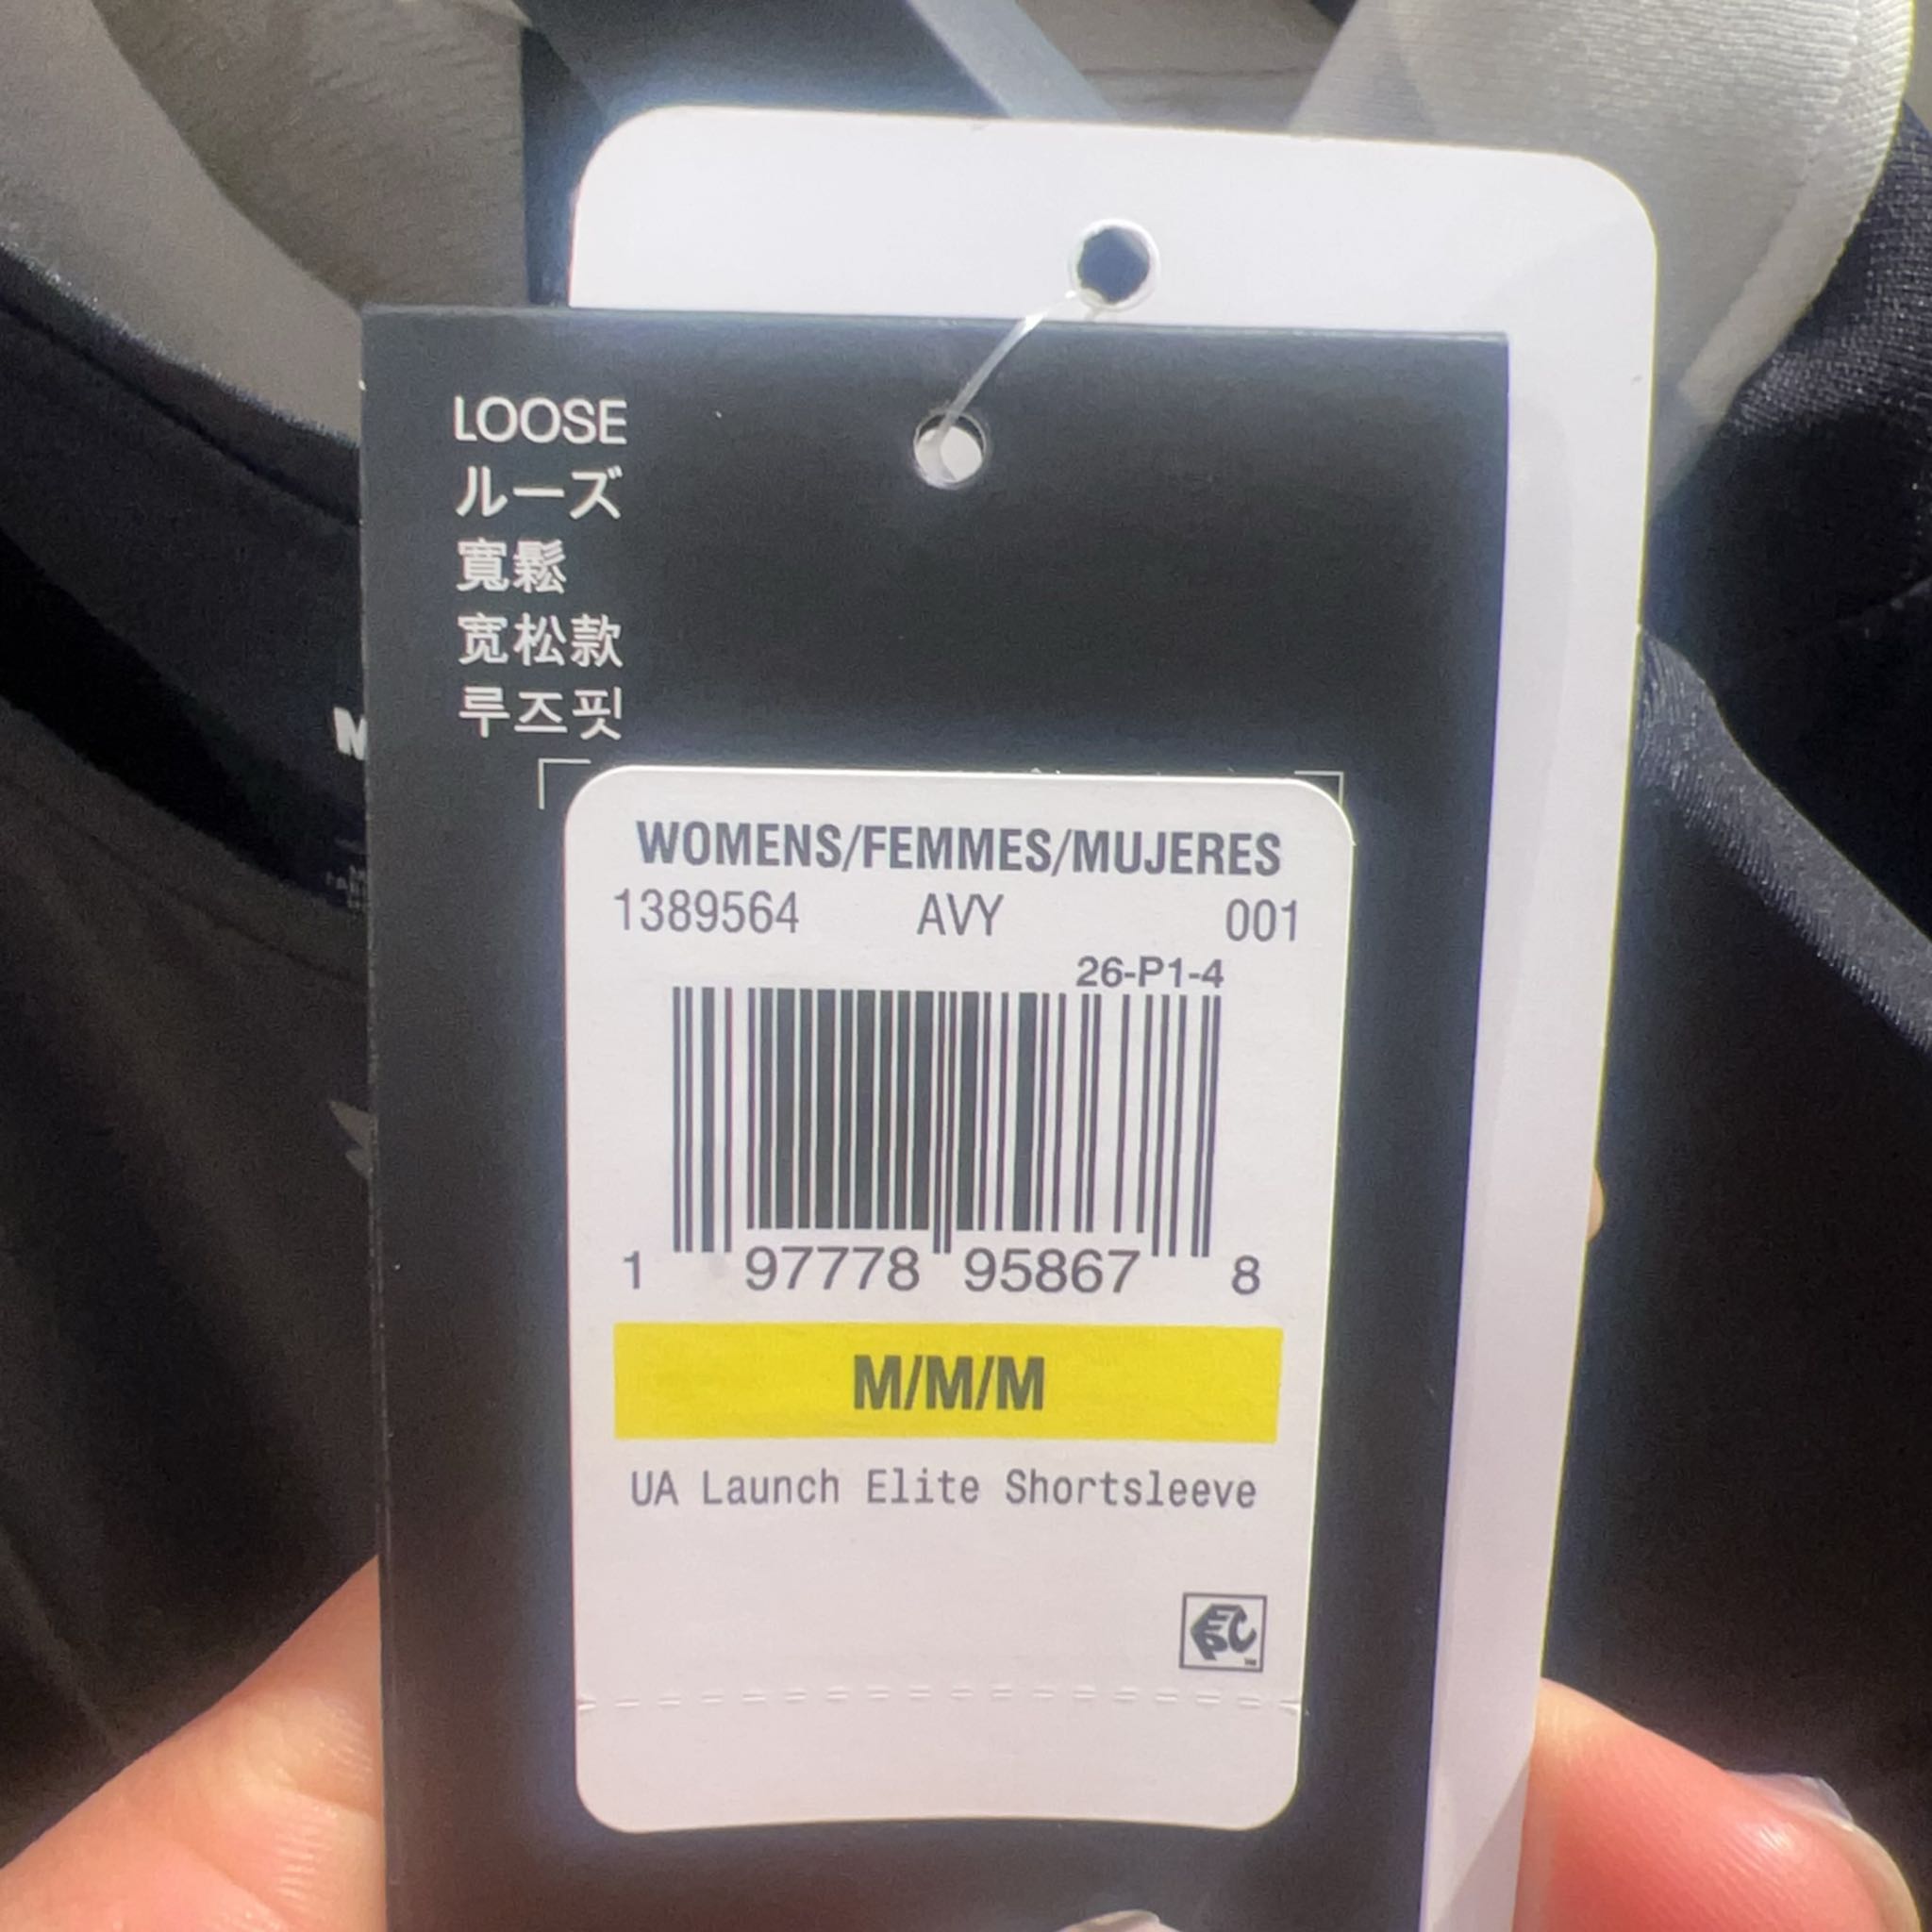 LOOSE
ルーズ
寬鬆
宽松款
루즈핏
M
WOMENS/FEMMES/MUJERES
1389564 AVY 001
26-P1-4
1 97778 95867 8
M/M/M
UA Launch Elite Shortsleeve
EPC